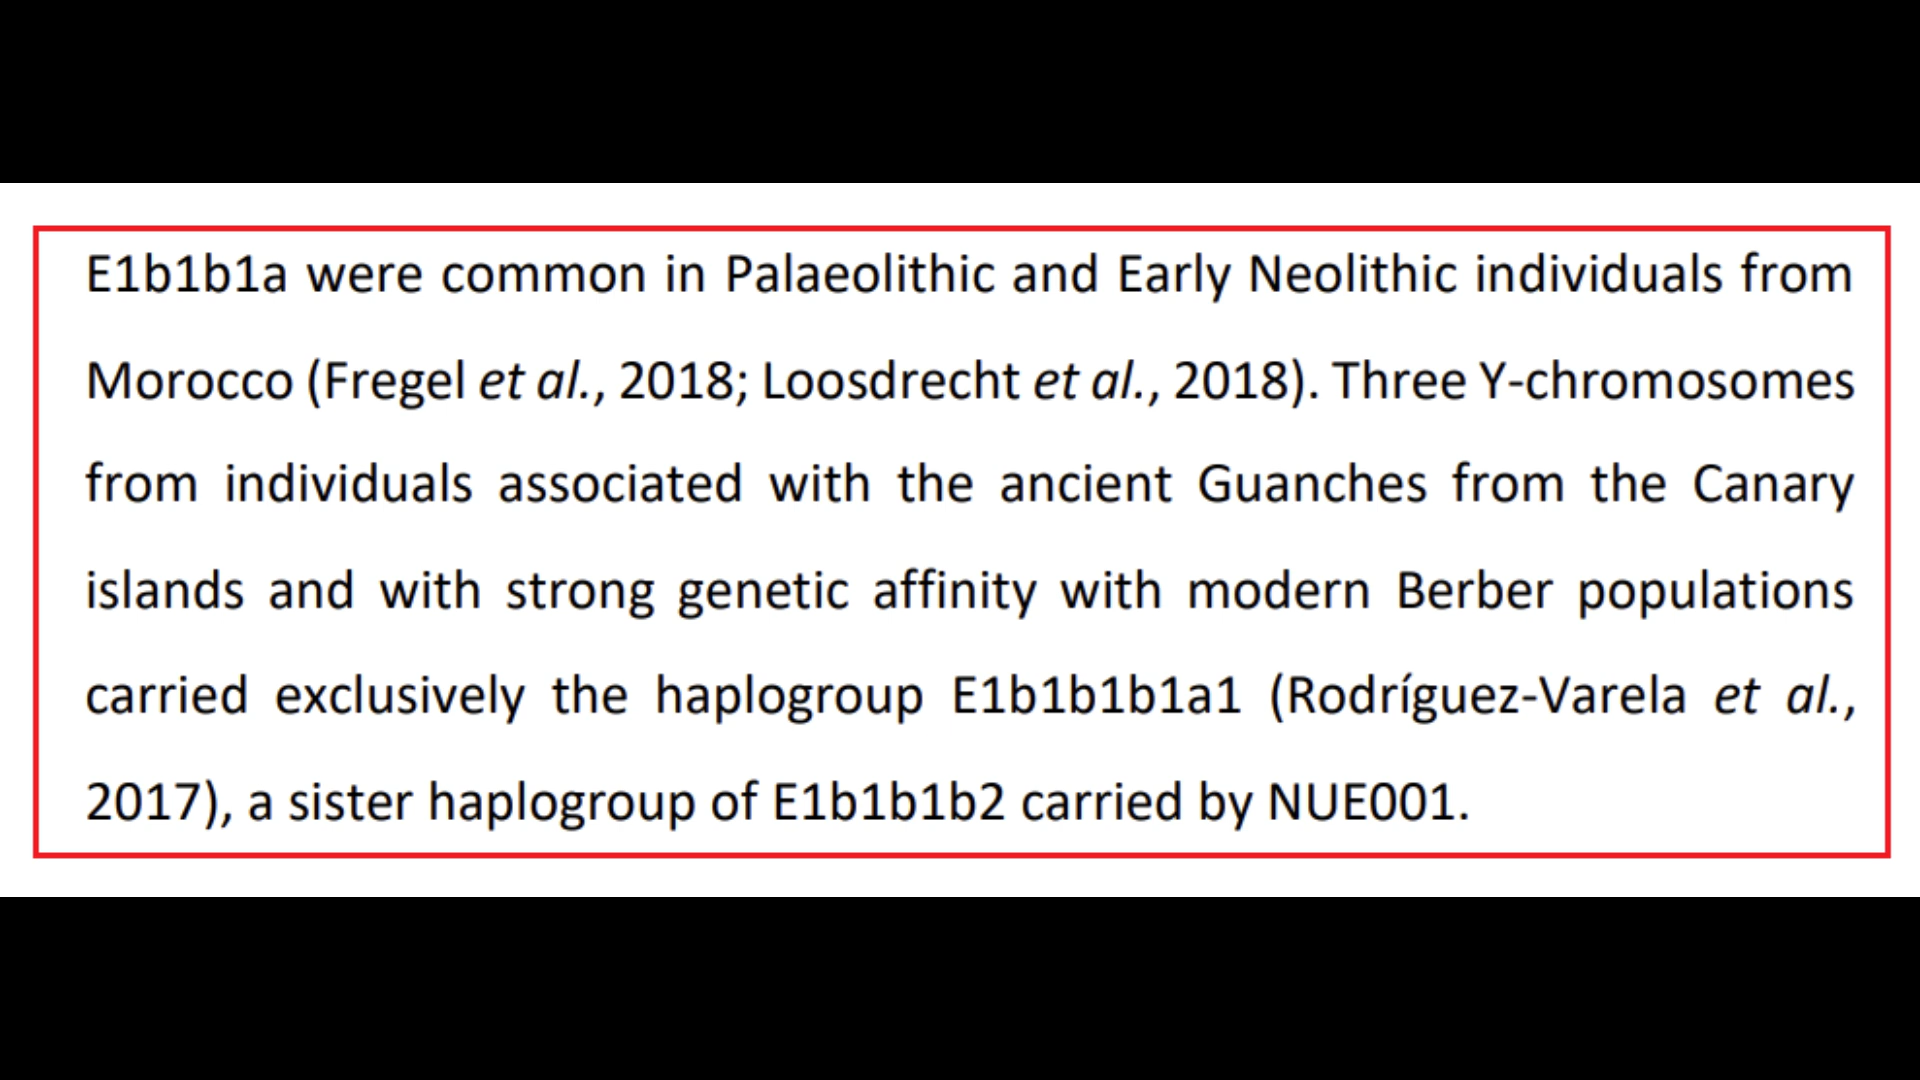 E1b1b1a were common in Palaeolithic and Early Neolithic individuals from
Morocco (Fregel et al., 2018; Loosdrecht et al., 2018). Three Y-chromosomes
from individuals associated with the ancient Guanches from the Canary
islands and with strong genetic affinity with modern Berber populations
carried exclusively the haplogroup E1b1b1b1a1 (Rodríguez-Varela et al.,
2017), a sister haplogroup of E1b1b1b2 carried by NUE001.